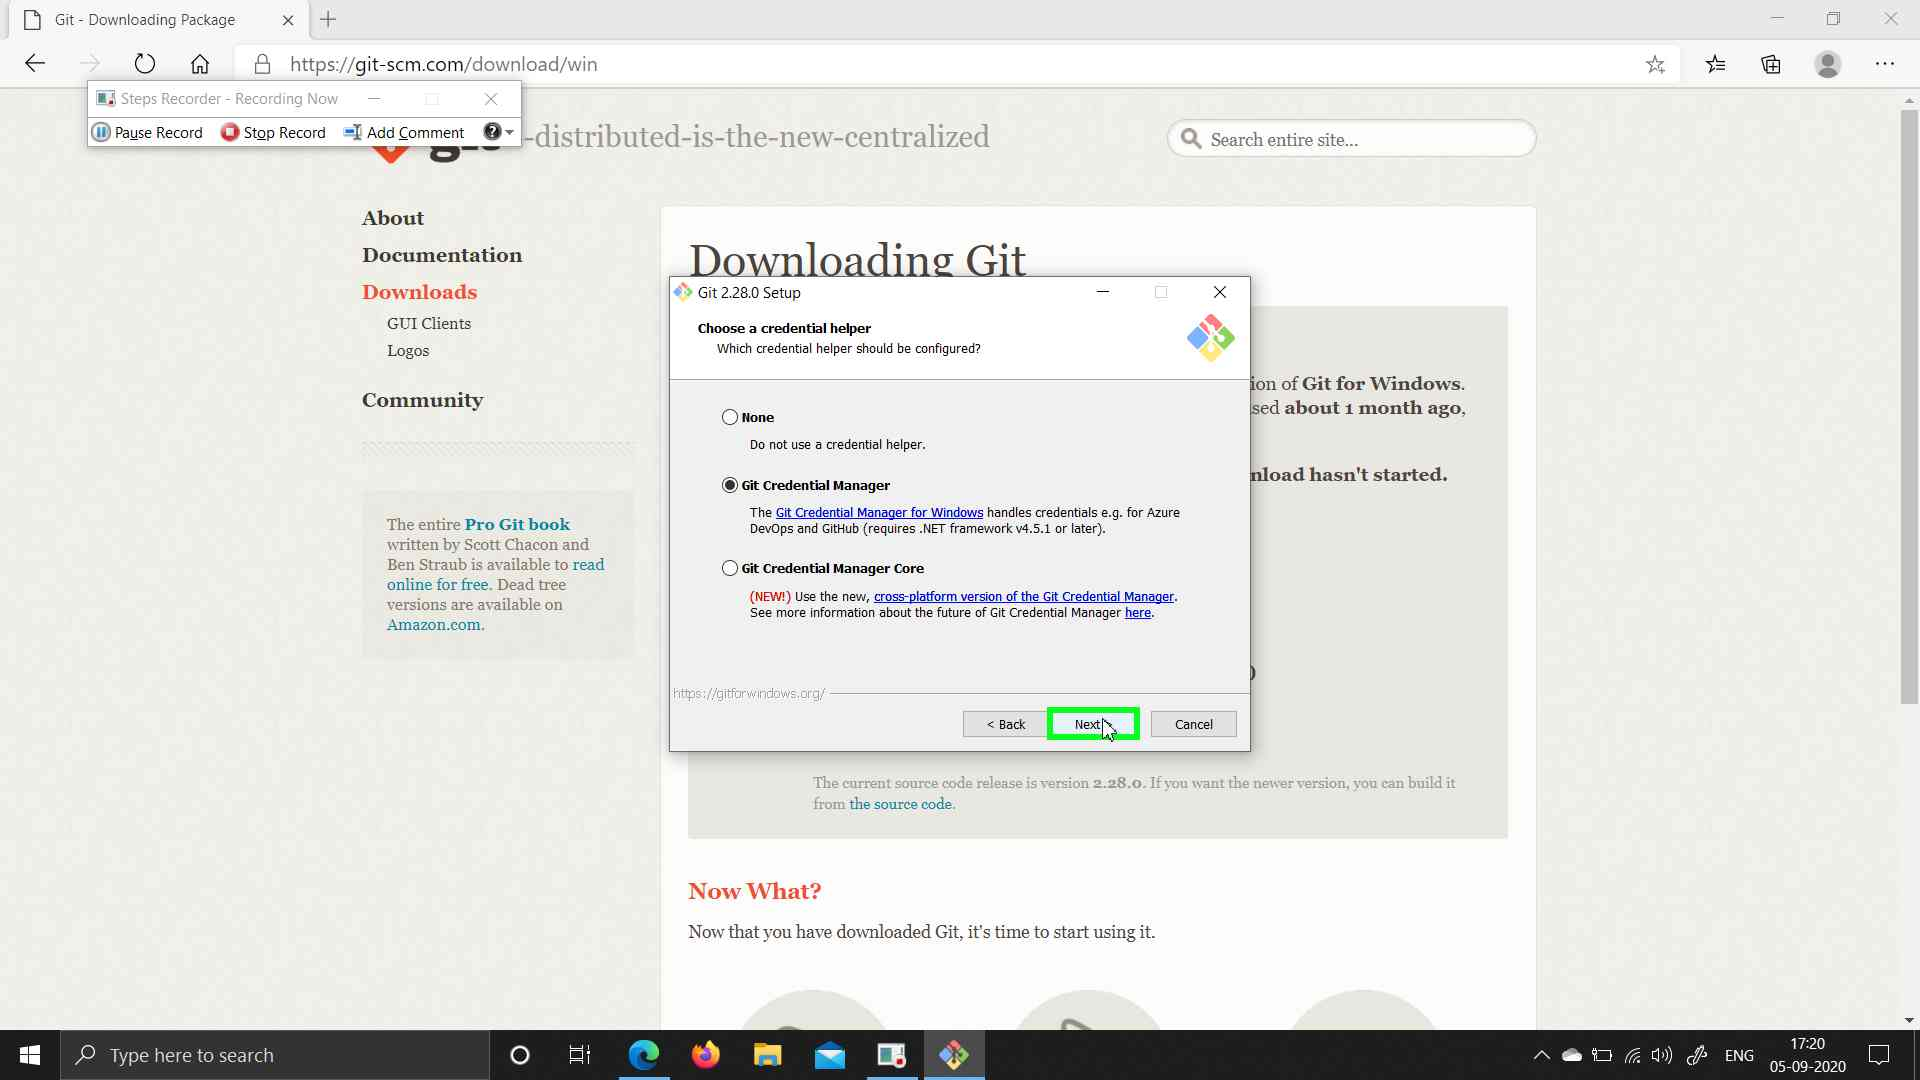 Git - Downloading Package
https://git-scm.com/download/win
Steps Recorder - Recording Now
Pause Record
Stop Record
Add Comment
-distributed-is-the-new-centralized
Search entire site...
About
Documentation
Downloads
GUI Clients
Logos
Community
The entire Pro Git book
written by Scott Chacon and
Ben Straub is available to read
online for free. Dead tree
versions are available on
Amazon.com.
Downloading Git
Git 2.28.0 Setup
Choose a credential helper
Which credential helper should be configured?
None
Do not use a credential helper.
Git Credential Manager
The Git Credential Manager for Windows handles credentials e.g. for Azure
DevOps and GitHub (requires .NET framework v4.5.1 or later).
Git Credential Manager Core
(NEW!) Use the new, cross-platform version of the Git Credential Manager.
See more information about the future of Git Credential Manager here.
https://gitforwindows.org/
< Back
Next
Cancel
of Git for Windows.
about 1 month ago,
hasn't started.
The current source code release is version 2.28.0. If you want the newer version, you can build it
from the source code.
Now What?
Now that you have downloaded Git, it's time to start using it.
Type here to search
ENG
17:20
05-09-2020